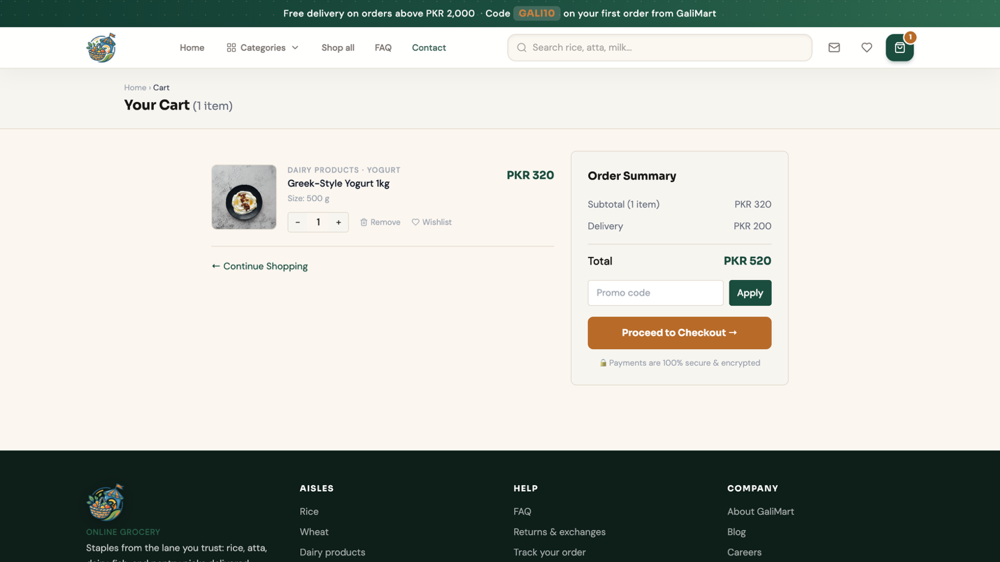 Free delivery on orders above PKR 2,000 · Code GALI10 on your first order from GaliMart
Home
Categories
Shop all
FAQ
Contact
Search rice, atta, milk...
1
Home › Cart
Your Cart (1 item)
DAIRY PRODUCTS · YOGURT
Greek-Style Yogurt 1kg
Size: 500 g
PKR 320
− 1 +
Remove
Wishlist
← Continue Shopping
Order Summary
Subtotal (1 item) PKR 320
Delivery PKR 200
Total PKR 520
Promo code
Apply
Proceed to Checkout →
🔒 Payments are 100% secure & encrypted
ONLINE GROCERY
Staples from the lane you trust: rice, atta,
AISLES
Rice
Wheat
Dairy products
HELP
FAQ
Returns & exchanges
Track your order
COMPANY
About GaliMart
Blog
Careers